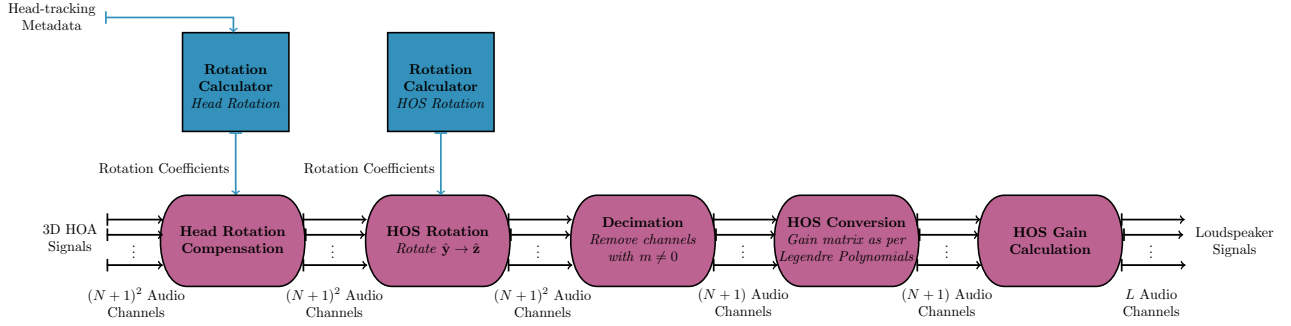 Head-tracking
Metadata
Rotation
Calculator
Head Rotation
Rotation
Calculator
HOS Rotation
Rotation Coefficients
Rotation Coefficients
3D HOA
Signals
⋮
Head Rotation
Compensation
⋮
HOS Rotation
Rotate ŷ → ẑ
⋮
Decimation
Remove channels
with m ≠ 0
⋮
HOS Conversion
Gain matrix as per
Legendre Polynomials
⋮
HOS Gain
Calculation
⋮
Loudspeaker
Signals
(N + 1)² Audio
Channels
(N + 1)² Audio
Channels
(N + 1)² Audio
Channels
(N + 1) Audio
Channels
(N + 1) Audio
Channels
L Audio
Channels